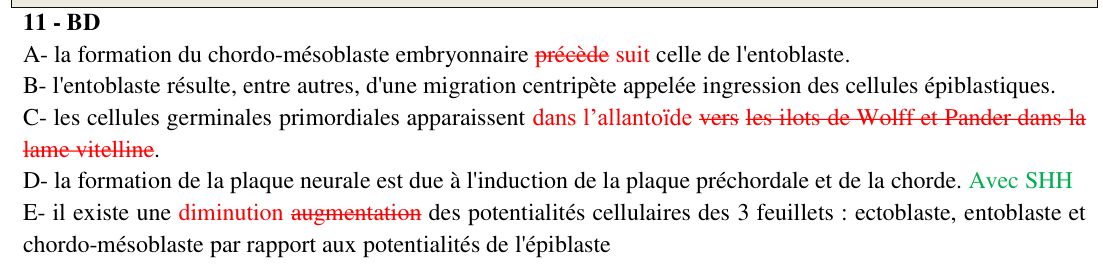 11 - BD
A- la formation du chordo-mésoblaste embryonnaire précède suit celle de l'entoblaste.
B- l'entoblaste résulte, entre autres, d'une migration centripète appelée ingression des cellules épiblastiques.
C- les cellules germinales primordiales apparaissent dans l’allantoïde vers les ilots de Wolff et Pander dans la
lame vitelline.
D- la formation de la plaque neurale est due à l'induction de la plaque préchordale et de la chorde. Avec SHH
E- il existe une diminution augmentation des potentialités cellulaires des 3 feuillets : ectoblaste, entoblaste et
chordo-mésoblaste par rapport aux potentialités de l'épiblaste